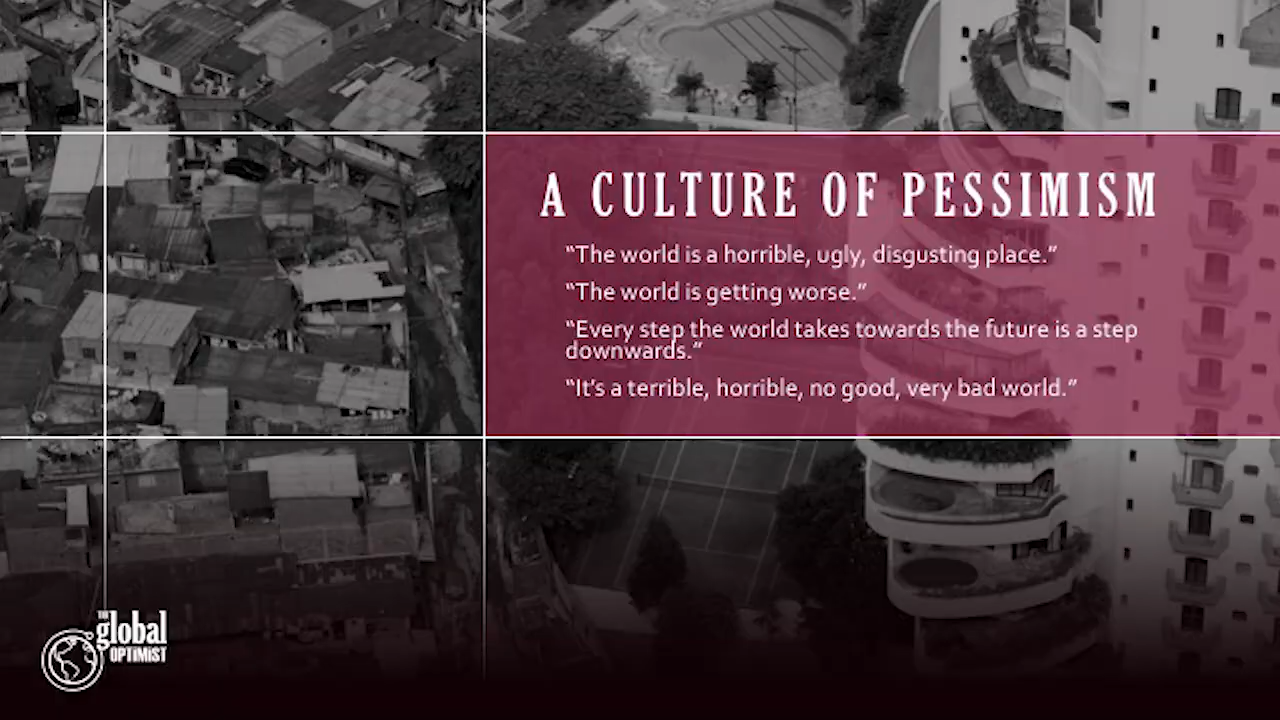 A CULTURE OF PESSIMISM
“The world is a horrible, ugly, disgusting place.”
“The world is getting worse.”
“Every step the world takes towards the future is a step
downwards.”
“It’s a terrible, horrible, no good, very bad world.”
THE
global
OPTIMIST